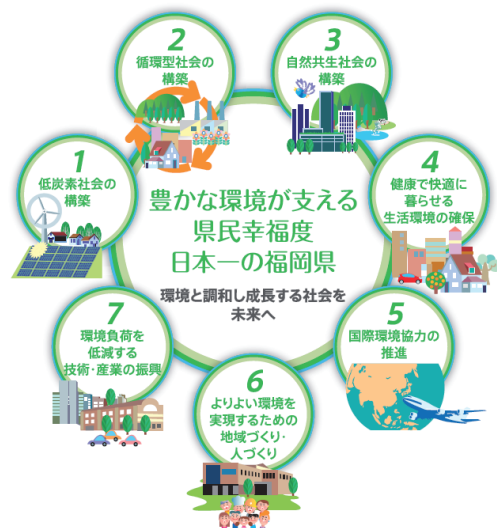 豊かな環境が支える
県民幸福度
日本一の福岡県
環境と調和し成長する社会を
未来へ
1
低炭素社会の
構築
2
循環型社会の
構築
3
自然共生社会の
構築
4
健康で快適に
暮らせる
生活環境の確保
5
国際環境協力の
推進
6
よりよい環境を
実現するための
地域づくり・
人づくり
7
環境負荷を
低減する
技術・産業の振興